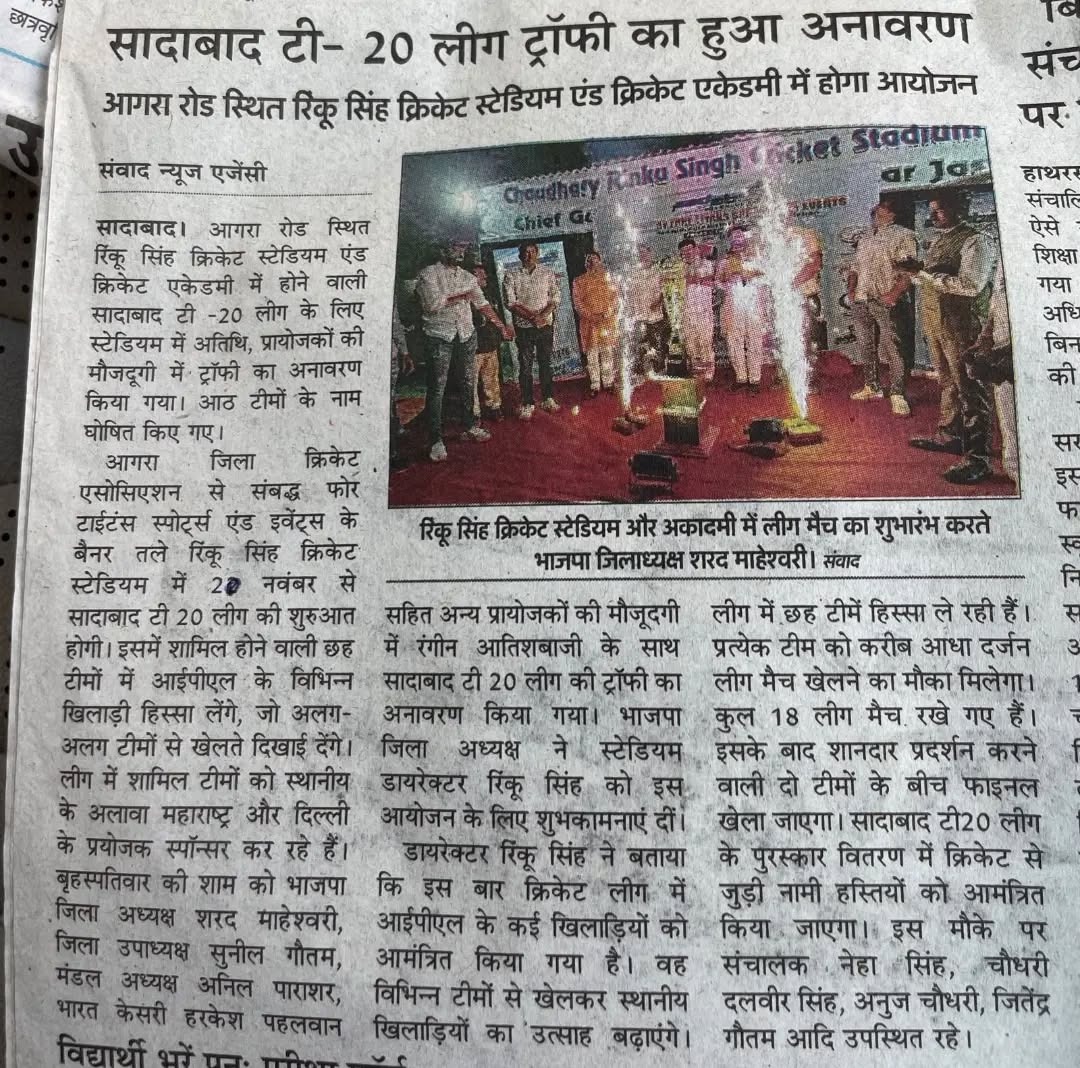 छात्रवृ
सादाबाद टी- 20 लीग ट्रॉफी का हुआ अनावरण
आगरा रोड स्थित रिंकू सिंह क्रिकेट स्टेडियम एंड क्रिकेट एकेडमी में होगा आयोजन
संवाद न्यूज एजेंसी
सादाबाद। आगरा रोड स्थित
रिंकू सिंह क्रिकेट स्टेडियम एंड
क्रिकेट एकेडमी में होने वाली
सादाबाद टी -20 लीग के लिए
स्टेडियम में अतिथि, प्रायोजकों की
मौजदूगी में ट्रॉफी का अनावरण
किया गया। आठ टीमों के नाम
घोषित किए गए।
आगरा जिला क्रिकेट
एसोसिएशन से संबद्ध फोर
टाईटंस स्पोर्ट्स एंड इवेंट्स के
बैनर तले रिंकू सिंह क्रिकेट
स्टेडियम में 20 नवंबर से
सादाबाद टी 20 लीग की शुरुआत
होगी। इसमें शामिल होने वाली छह
टीमों में आईपीएल के विभिन्न
खिलाड़ी हिस्सा लेंगे, जो अलग-
अलग टीमों से खेलते दिखाई देंगे।
लीग में शामिल टीमों को स्थानीय
के अलावा महाराष्ट्र और दिल्ली
के प्रयोजक स्पॉन्सर कर रहे हैं।
बृहस्पतिवार की शाम को भाजपा
जिला अध्यक्ष शरद माहेश्वरी,
जिला उपाध्यक्ष सुनील गौतम,
मंडल अध्यक्ष अनिल पाराशर,
भारत केसरी हरकेश पहलवान
Choudhary Rinku Singh Cricket Stadium
Chief Gu
ar Jas
EVENTS
रिंकू सिंह क्रिकेट स्टेडियम और अकादमी में लीग मैच का शुभारंभ करते
भाजपा जिलाध्यक्ष शरद माहेश्वरी। संवाद
सहित अन्य प्रायोजकों की मौजूदगी
में रंगीन आतिशबाजी के साथ
सादाबाद टी 20 लीग की ट्रॉफी का
अनावरण किया गया। भाजपा
जिला अध्यक्ष ने स्टेडियम
डायरेक्टर रिंकू सिंह को इस
आयोजन के लिए शुभकामनाएं दीं।
डायरेक्टर रिंकू सिंह ने बताया
कि इस बार क्रिकेट लीग में
आईपीएल के कई खिलाड़ियों को
आमंत्रित किया गया है। वह
विभिन्न टीमों से खेलकर स्थानीय
खिलाड़ियों का उत्साह बढ़ाएंगे।
लीग में छह टीमें हिस्सा ले रही हैं।
प्रत्येक टीम को करीब आधा दर्जन
लीग मैच खेलने का मौका मिलेगा।
कुल 18 लीग मैच रखे गए हैं।
इसके बाद शानदार प्रदर्शन करने
वाली दो टीमों के बीच फाइनल
खेला जाएगा। सादाबाद टी20 लीग
के पुरस्कार वितरण में क्रिकेट से
जुड़ी नामी हस्तियों को आमंत्रित
किया जाएगा। इस मौके पर
संचालक नेहा सिंह, चौधरी
दलवीर सिंह, अनुज चौधरी, जितेंद्र
गौतम आदि उपस्थित रहे।
विद्यार्थी भरें पुनः परीक्षा फॉर्म
संच
पर
हाथरस
संचालि
ऐसे
शिक्षा
गया
अधि
बिन
की
सर
इस
फ
स्व
नि
स